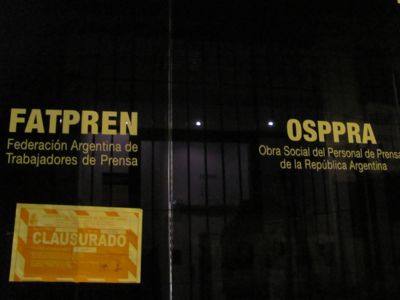 FATPREN
Federación Argentina de
Trabajadores de Prensa
OSPPRA
Obra Social del Personal de Prensa
de la República Argentina
CLAUSURADO